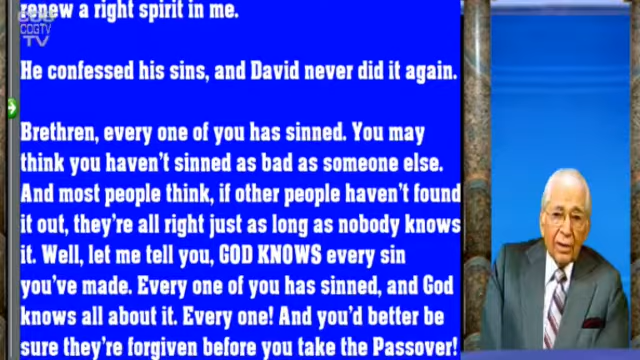 renew a right spirit in me.
CGGTV
TV
He confessed his sins, and David never did it again.
Brethren, every one of you has sinned. You may
think you haven't sinned as bad as someone else.
And most people think, if other people haven't found
it out, they're all right just as long as nobody knows
it. Well, let me tell you, GOD KNOWS every sin
you've made. Every one of you has sinned, and God
knows all about it. Every one! And you'd better be
sure they're forgiven before you take the Passover!